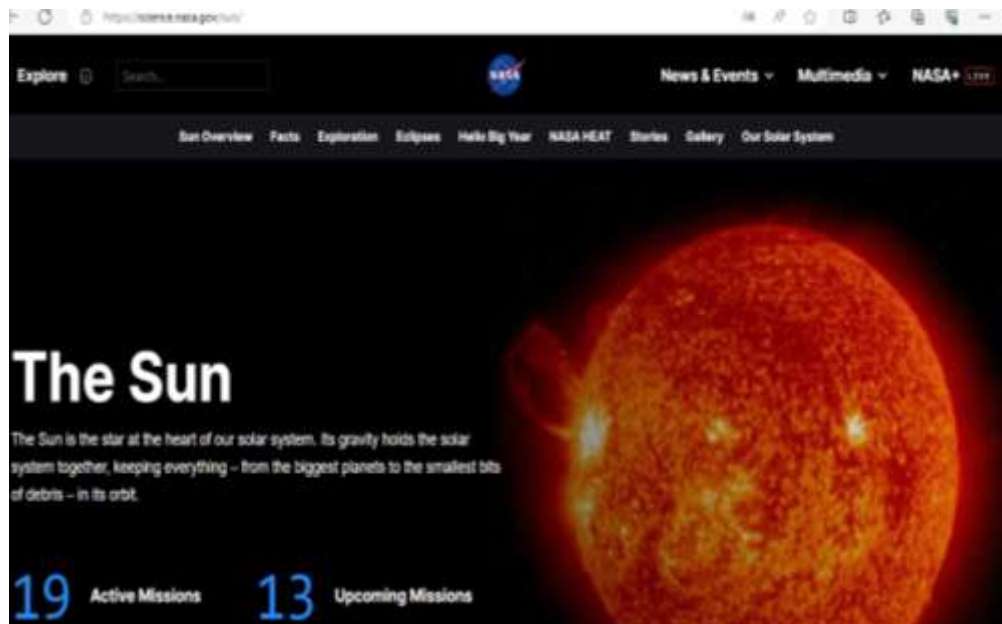 https://science.nasa.gov/sun/
Explore Search... NASA News & Events Multimedia NASA+ LIVE
Sun Overview Facts Exploration Eclipses Helio Big Year NASA HEAT Stories Gallery Our Solar System
The Sun
The Sun is the star at the heart of our solar system. Its gravity holds the solar
system together, keeping everything – from the biggest planets to the smallest bits
of debris – in its orbit.
19 Active Missions 13 Upcoming Missions